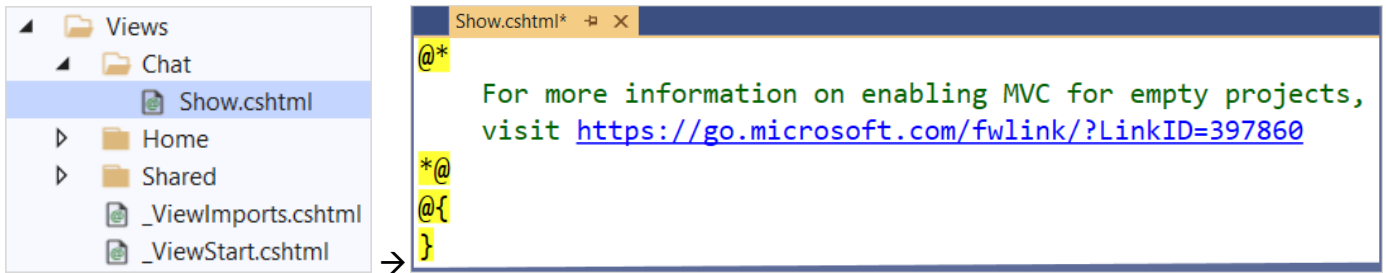 Views
Chat
Show.cshtml
Home
Shared
_ViewImports.cshtml
_ViewStart.cshtml
→
Show.cshtml*
@*
For more information on enabling MVC for empty projects,
visit https://go.microsoft.com/fwlink/?LinkID=397860
*@
@{
}